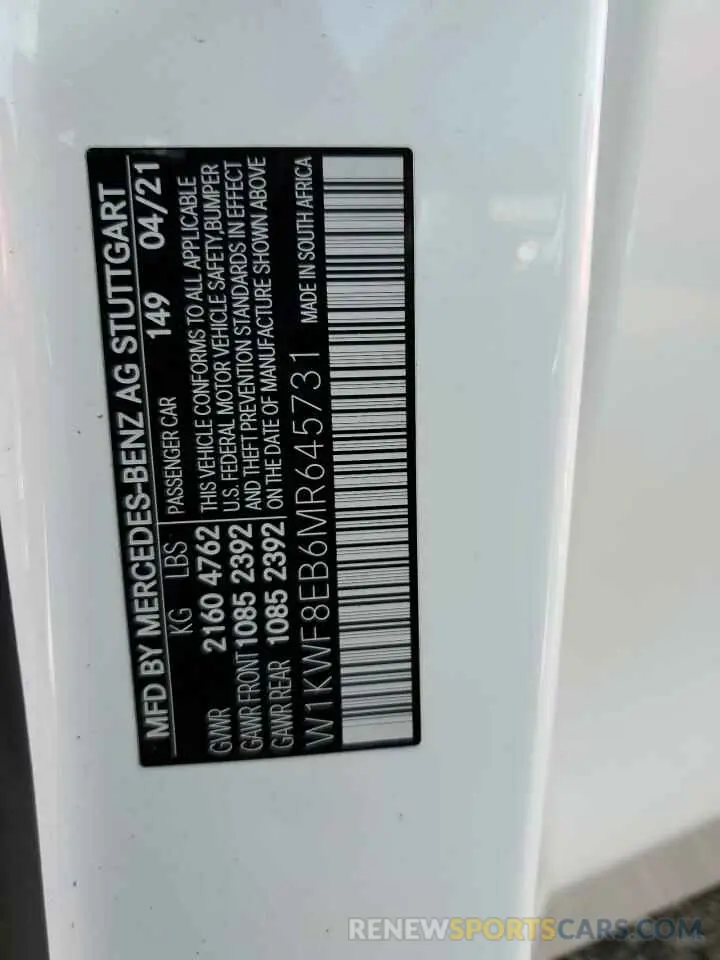 MFD BY MERCEDES-BENZ AG STUTTGART
KG LBS PASSENGER CAR 149 04/21
GVWR 2160 4762 THIS VEHICLE CONFORMS TO ALL APPLICABLE
GAWR FRONT 1085 2392 U.S. FEDERAL MOTOR VEHICLE SAFETY, BUMPER
AND THEFT PREVENTION STANDARDS IN EFFECT
GAWR REAR 1085 2392 ON THE DATE OF MANUFACTURE SHOWN ABOVE
W1KWF8EB6MR645731 MADE IN SOUTH AFRICA
RENEWSPORTSCARS.COM